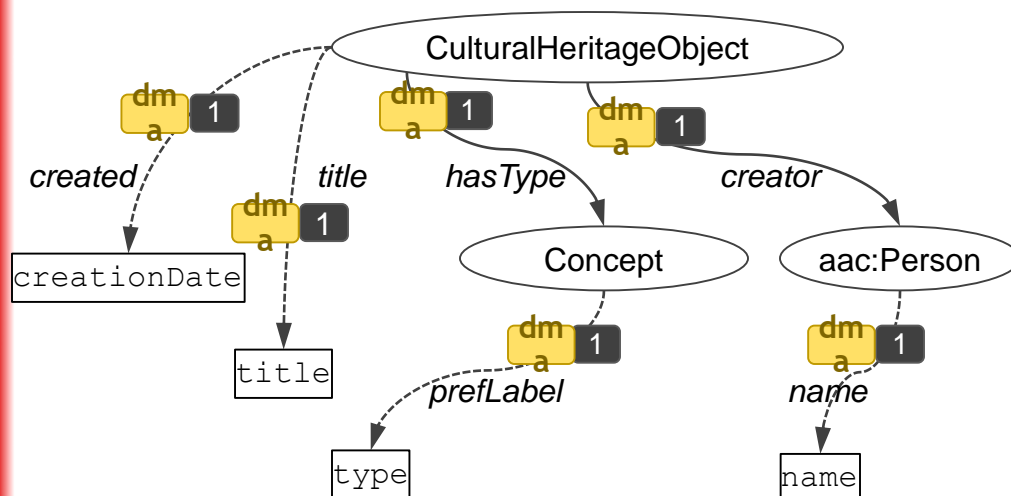 CulturalHeritageObject
dm
a
1
dm
a
1
dm
a
1
created
title
hasType
creator
dm
a
1
creationDate
Concept
aac:Person
dm
a
1
dm
a
1
title
prefLabel
name
type
name